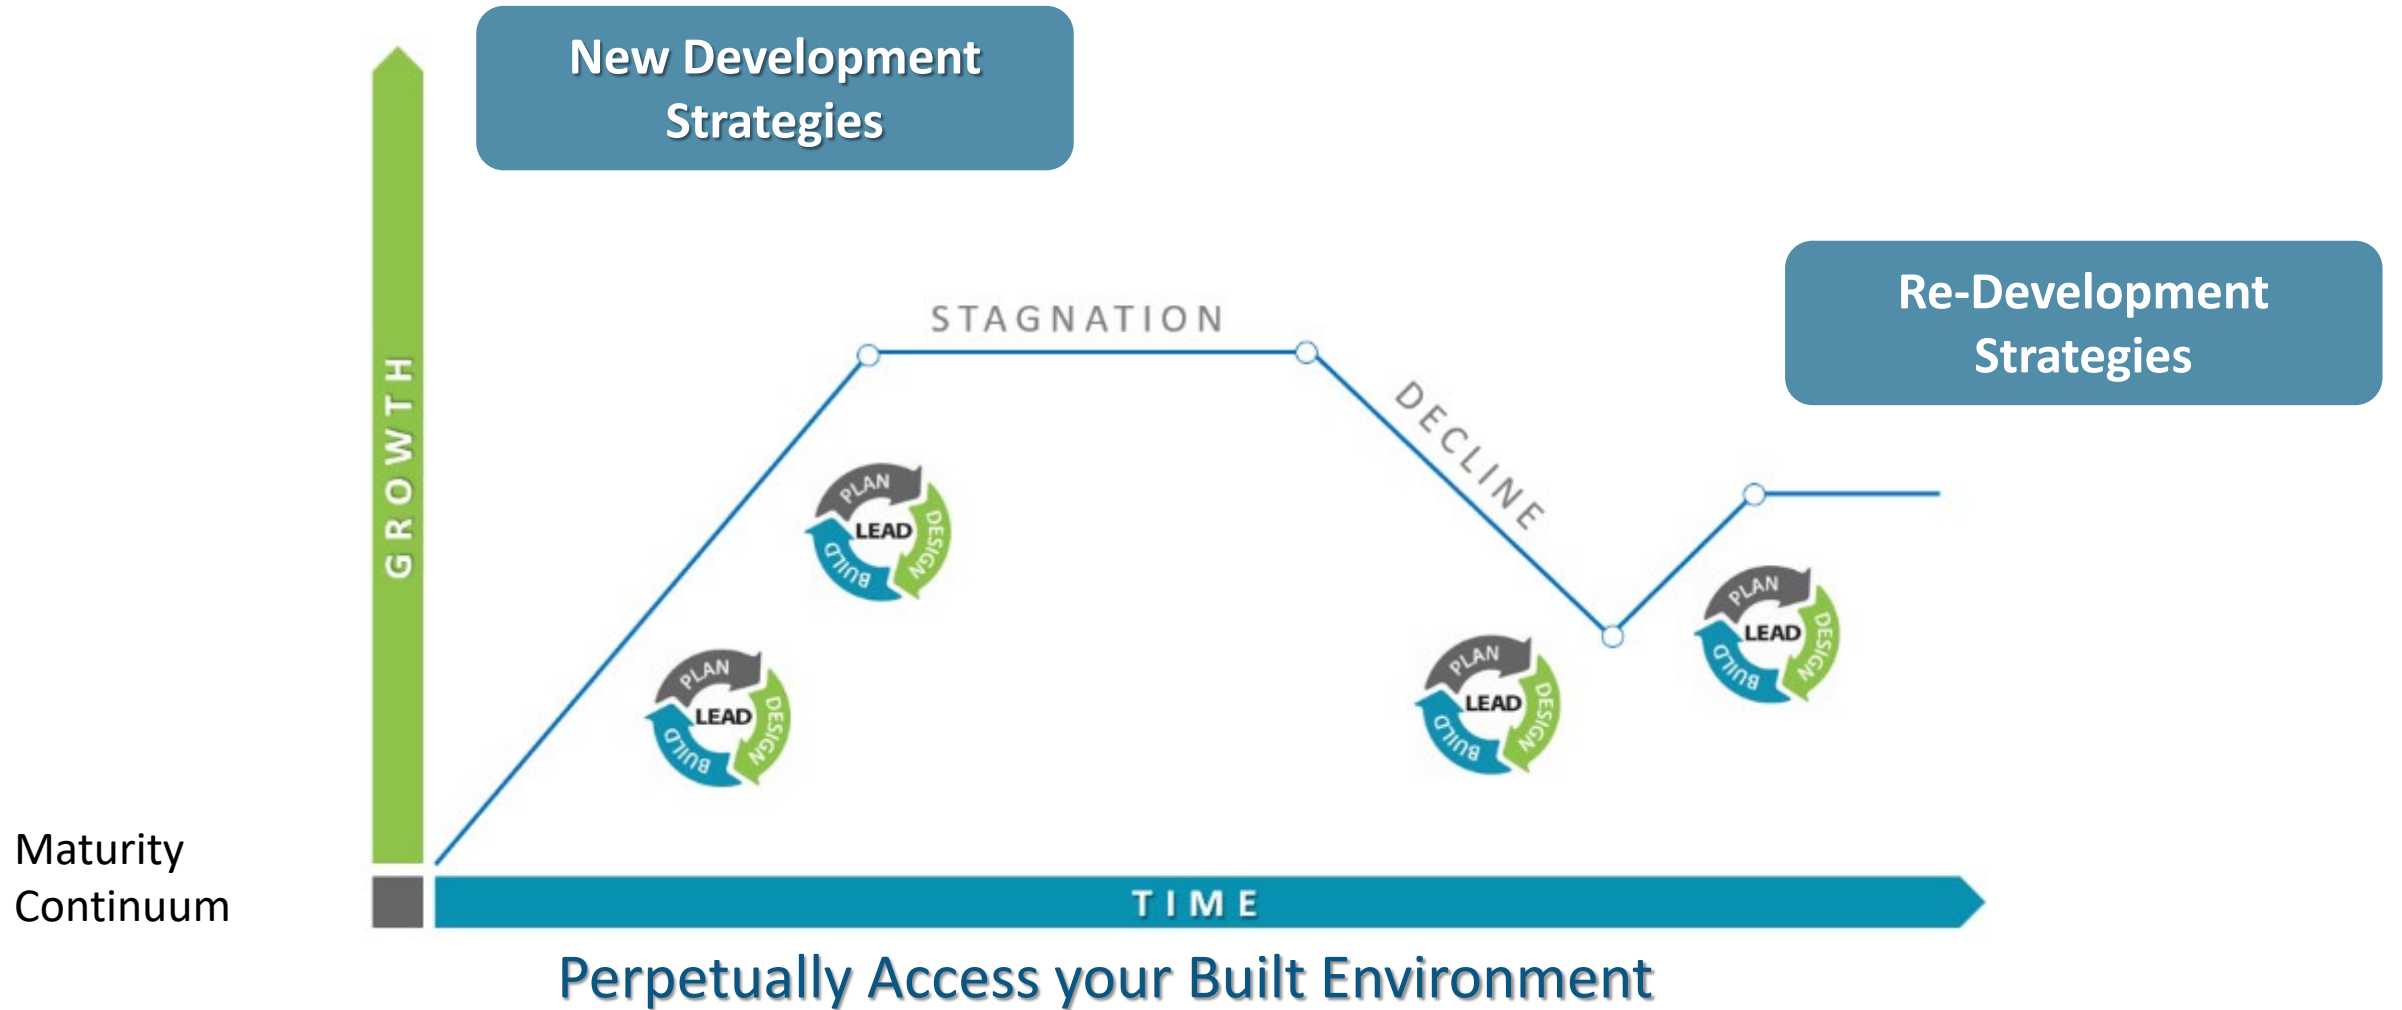 New Development
Strategies
Re-Development
Strategies
STAGNATION
DECLINE
GROWTH
PLAN
LEAD
DESIGN
BUILD
PLAN
LEAD
DESIGN
BUILD
PLAN
LEAD
DESIGN
BUILD
PLAN
LEAD
DESIGN
BUILD
Maturity
Continuum
TIME
Perpetually Access your Built Environment